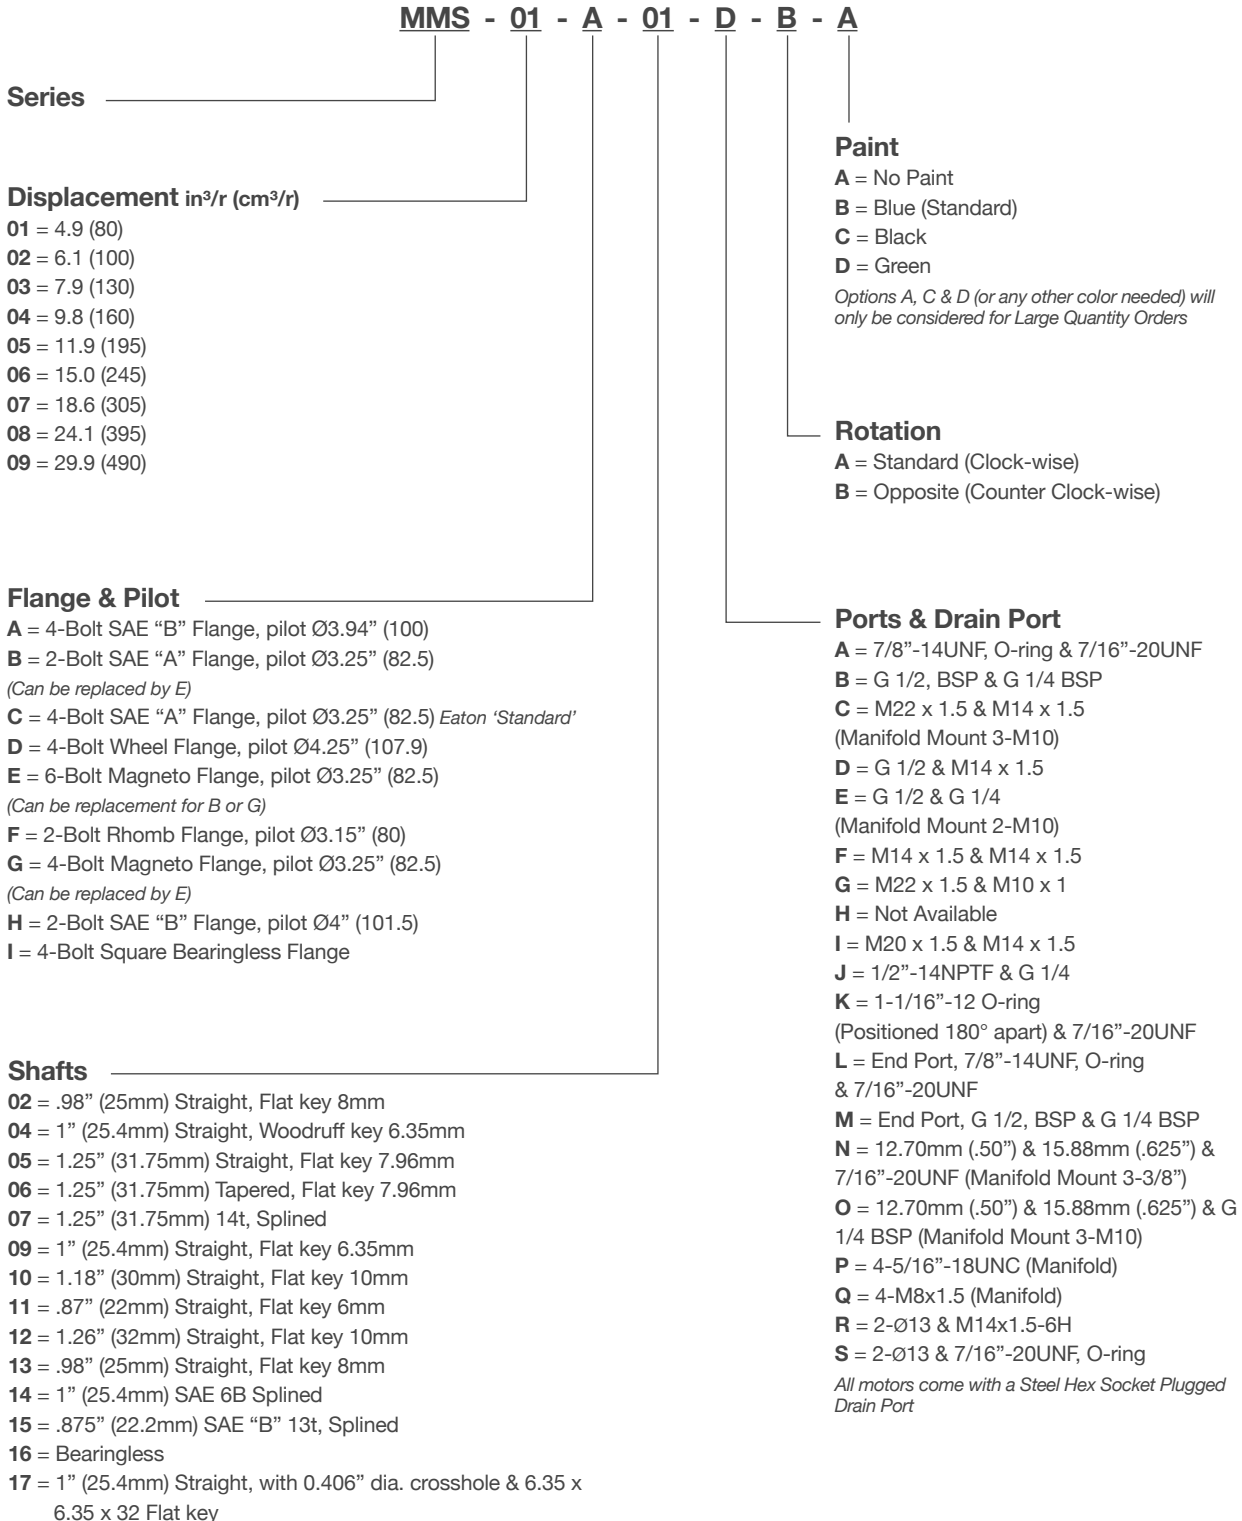 MMS - 01 - A - 01 - D - B - A
Series
Displacement in³/r (cm³/r)
01 = 4.9 (80)
02 = 6.1 (100)
03 = 7.9 (130)
04 = 9.8 (160)
05 = 11.9 (195)
06 = 15.0 (245)
07 = 18.6 (305)
08 = 24.1 (395)
09 = 29.9 (490)
Flange & Pilot
A = 4-Bolt SAE “B” Flange, pilot Ø3.94” (100)
B = 2-Bolt SAE “A” Flange, pilot Ø3.25” (82.5)
(Can be replaced by E)
C = 4-Bolt SAE “A” Flange, pilot Ø3.25” (82.5) Eaton ‘Standard’
D = 4-Bolt Wheel Flange, pilot Ø4.25” (107.9)
E = 6-Bolt Magneto Flange, pilot Ø3.25” (82.5)
(Can be replacement for B or G)
F = 2-Bolt Rhomb Flange, pilot Ø3.15” (80)
G = 4-Bolt Magneto Flange, pilot Ø3.25” (82.5)
(Can be replaced by E)
H = 2-Bolt SAE “B” Flange, pilot Ø4” (101.5)
I = 4-Bolt Square Bearingless Flange
Shafts
02 = .98” (25mm) Straight, Flat key 8mm
04 = 1” (25.4mm) Straight, Woodruff key 6.35mm
05 = 1.25” (31.75mm) Straight, Flat key 7.96mm
06 = 1.25” (31.75mm) Tapered, Flat key 7.96mm
07 = 1.25” (31.75mm) 14t, Splined
09 = 1” (25.4mm) Straight, Flat key 6.35mm
10 = 1.18” (30mm) Straight, Flat key 10mm
11 = .87” (22mm) Straight, Flat key 6mm
12 = 1.26” (32mm) Straight, Flat key 10mm
13 = .98” (25mm) Straight, Flat key 8mm
14 = 1” (25.4mm) SAE 6B Splined
15 = .875” (22.2mm) SAE “B” 13t, Splined
16 = Bearingless
17 = 1” (25.4mm) Straight, with 0.406” dia. crosshole & 6.35 x
6.35 x 32 Flat key
Paint
A = No Paint
B = Blue (Standard)
C = Black
D = Green
Options A, C & D (or any other color needed) will
only be considered for Large Quantity Orders
Rotation
A = Standard (Clock-wise)
B = Opposite (Counter Clock-wise)
Ports & Drain Port
A = 7/8”-14UNF, O-ring & 7/16”-20UNF
B = G 1/2, BSP & G 1/4 BSP
C = M22 x 1.5 & M14 x 1.5
(Manifold Mount 3-M10)
D = G 1/2 & M14 x 1.5
E = G 1/2 & G 1/4
(Manifold Mount 2-M10)
F = M14 x 1.5 & M14 x 1.5
G = M22 x 1.5 & M10 x 1
H = Not Available
I = M20 x 1.5 & M14 x 1.5
J = 1/2”-14NPTF & G 1/4
K = 1-1/16”-12 O-ring
(Positioned 180° apart) & 7/16”-20UNF
L = End Port, 7/8”-14UNF, O-ring
& 7/16”-20UNF
M = End Port, G 1/2, BSP & G 1/4 BSP
N = 12.70mm (.50”) & 15.88mm (.625”) &
7/16”-20UNF (Manifold Mount 3-3/8”)
O = 12.70mm (.50”) & 15.88mm (.625”) & G
1/4 BSP (Manifold Mount 3-M10)
P = 4-5/16”-18UNC (Manifold)
Q = 4-M8x1.5 (Manifold)
R = 2-Ø13 & M14x1.5-6H
S = 2-Ø13 & 7/16”-20UNF, O-ring
All motors come with a Steel Hex Socket Plugged
Drain Port